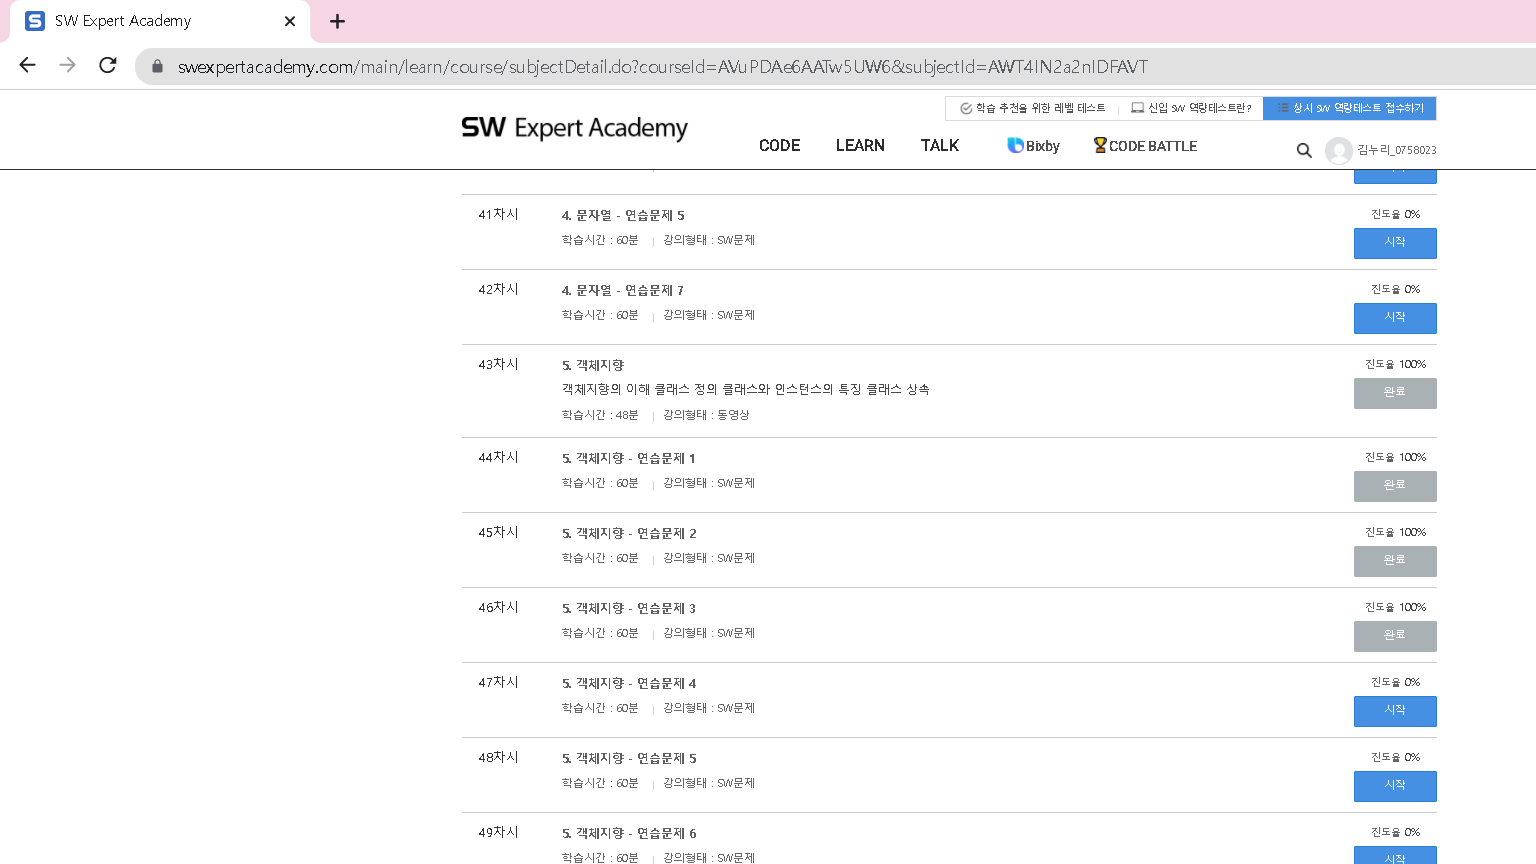 SW Expert Academy
swexpertacademy.com/main/learn/course/subjectDetail.do?courseId=AVuPDAe6AATw5UW6&subjectId=AWT4IN2a2nIDFAVT
학습 추천을 위한 레벨 테스트 신입 SW 역량테스트란? 상시 SW 역량테스트 접수하기
SW Expert Academy
CODE LEARN TALK Bixby CODE BATTLE
김누리_0758023
41차시 4. 문자열 - 연습문제 5 진도율 0%
학습시간 : 60분 강의형태 : SW문제 시작
42차시 4. 문자열 - 연습문제 7 진도율 0%
학습시간 : 60분 강의형태 : SW문제 시작
43차시 5. 객체지향 진도율 100%
객체지향의 이해 클래스 정의 클래스와 인스턴스의 특징 클래스 상속 완료
학습시간 : 48분 강의형태 : 동영상
44차시 5. 객체지향 - 연습문제 1 진도율 100%
학습시간 : 60분 강의형태 : SW문제 완료
45차시 5. 객체지향 - 연습문제 2 진도율 100%
학습시간 : 60분 강의형태 : SW문제 완료
46차시 5. 객체지향 - 연습문제 3 진도율 100%
학습시간 : 60분 강의형태 : SW문제 완료
47차시 5. 객체지향 - 연습문제 4 진도율 0%
학습시간 : 60분 강의형태 : SW문제 시작
48차시 5. 객체지향 - 연습문제 5 진도율 0%
학습시간 : 60분 강의형태 : SW문제 시작
49차시 5. 객체지향 - 연습문제 6 진도율 0%
학습시간 : 60분 강의형태 : SW문제 시작